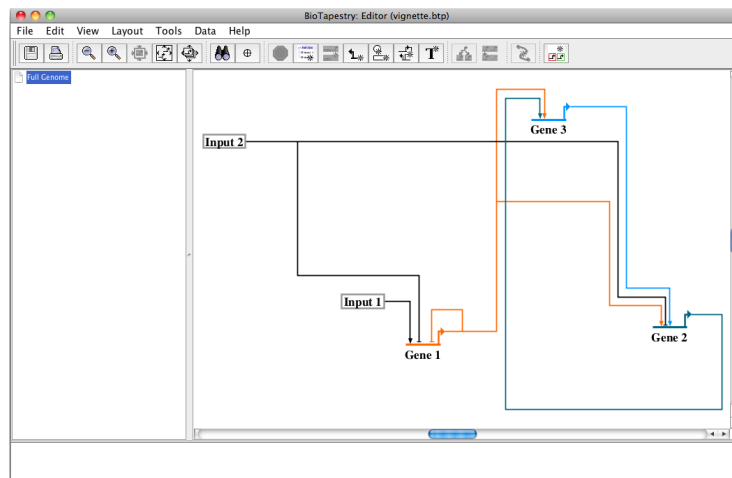 BioTapestry: Editor (vignette.btp)
File Edit View Layout Tools Data Help
T
Full Genome
Gene 3
Input 2
Input 1
Gene 2
Gene 1